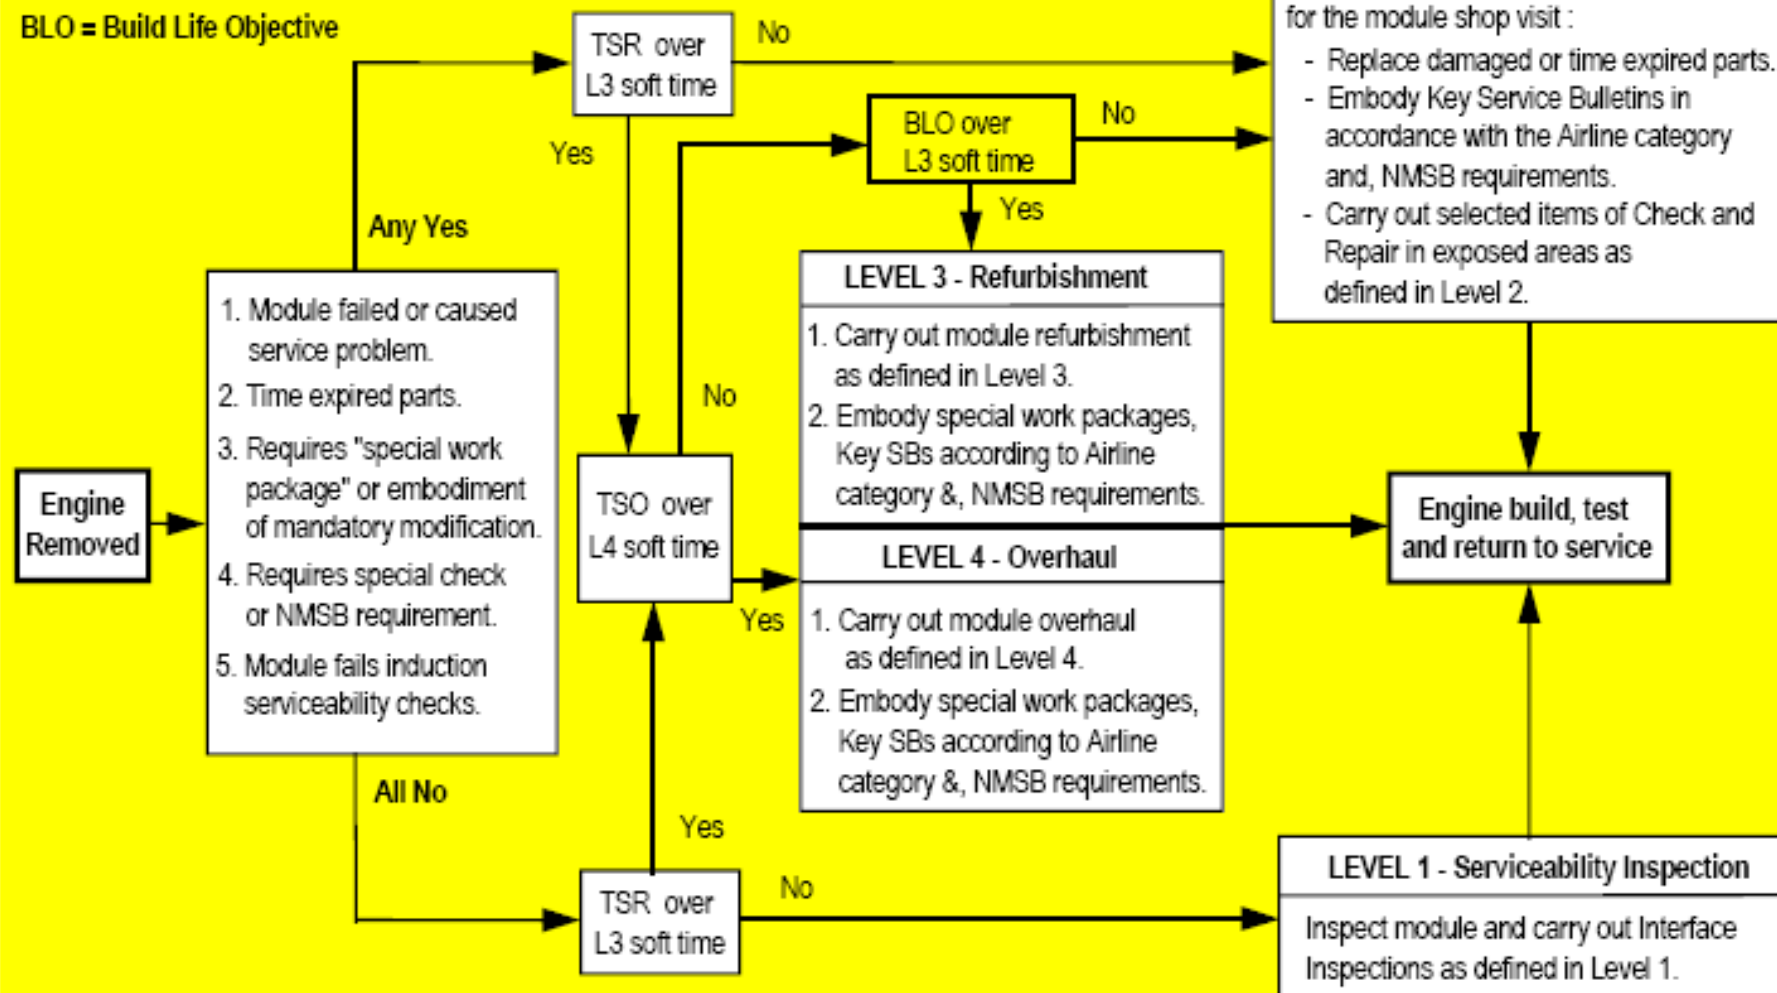 BLO = Build Life Objective
TSR over
L3 soft time
No
Yes
BLO over
L3 soft time
No
Yes
for the module shop visit :
- Replace damaged or time expired parts.
- Embody Key Service Bulletins in
accordance with the Airline category
and, NMSB requirements.
- Carry out selected items of Check and
Repair in exposed areas as
defined in Level 2.
Any Yes
1. Module failed or caused
service problem.
2. Time expired parts.
3. Requires "special work
package" or embodiment
of mandatory modification.
4. Requires special check
or NMSB requirement.
5. Module fails induction
serviceability checks.
Engine
Removed
All No
No
TSO over
L4 soft time
Yes
LEVEL 3 - Refurbishment
1. Carry out module refurbishment
as defined in Level 3.
2. Embody special work packages,
Key SBs according to Airline
category &, NMSB requirements.
LEVEL 4 - Overhaul
1. Carry out module overhaul
as defined in Level 4.
2. Embody special work packages,
Key SBs according to Airline
category &, NMSB requirements.
Engine build, test
and return to service
Yes
TSR over
L3 soft time
No
LEVEL 1 - Serviceability Inspection
Inspect module and carry out Interface
Inspections as defined in Level 1.